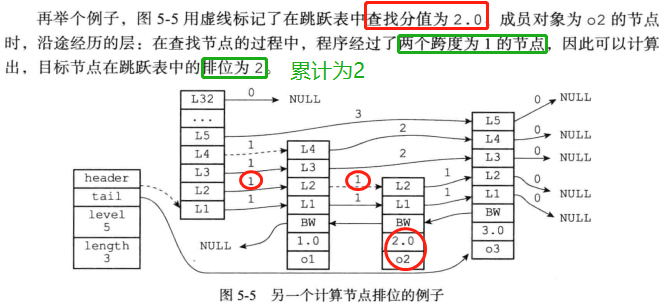 再举个例子，图 5-5 用虚线标记了在跳跃表中查找分值为 2.0、成员对象为 o2 的节点
时，沿途经历的层：在查找节点的过程中，程序经过了两个跨度为 1 的节点，因此可以计算
出，目标节点在跳跃表中的排位为 2。 累计为2
L32 0 NULL
...
L5 3 L5 0 NULL
L4 1 L4 2 L4 0 NULL
L3 1 L3 2 L3 0 NULL
header L2 1 L2 1 L2 1 L2 0 NULL
tail L1 1 L1 1 L1 1 L1 0 NULL
level BW BW BW
5
length NULL 1.0 2.0 3.0
3 o1 o2 o3
图 5-5 另一个计算节点排位的例子